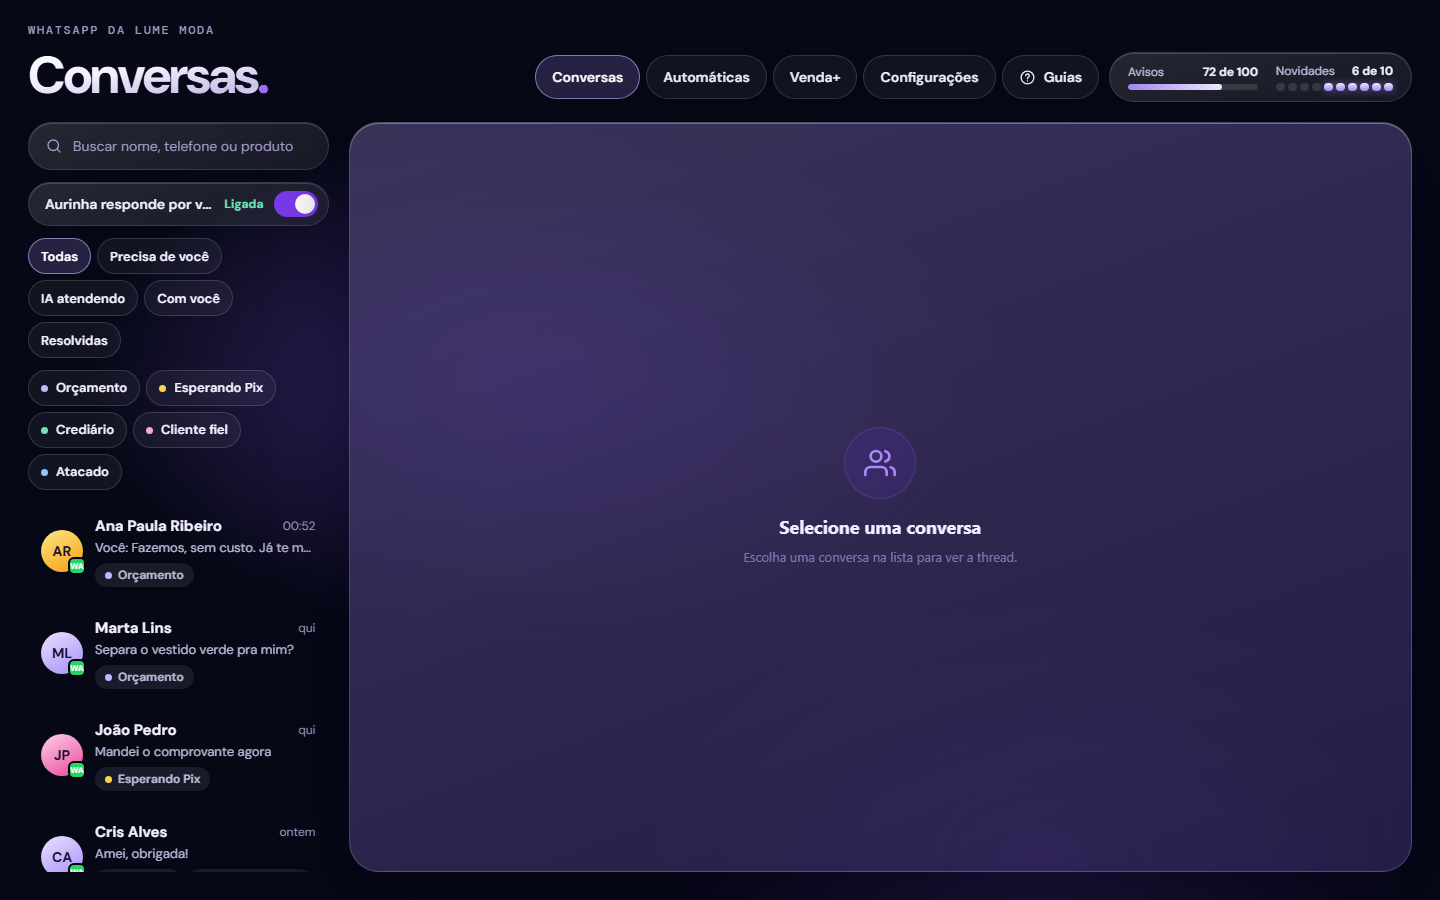 WHATSAPP DA LUME MODA
Conversas.
Conversas
Automáticas
Venda+
Configurações
Guias
Avisos 72 de 100
Novidades 6 de 10
Buscar nome, telefone ou produto
Aurinha responde por v... Ligada
Todas
Precisa de você
IA atendendo
Com você
Resolvidas
Orçamento
Esperando Pix
Crediário
Cliente fiel
Atacado
AR
WA
Ana Paula Ribeiro 00:52
Você: Fazemos, sem custo. Já te m...
Orçamento
ML
WA
Marta Lins qui
Separa o vestido verde pra mim?
Orçamento
JP
WA
João Pedro qui
Mandei o comprovante agora
Esperando Pix
CA
Cris Alves ontem
Amei, obrigada!
Selecione uma conversa
Escolha uma conversa na lista para ver a thread.